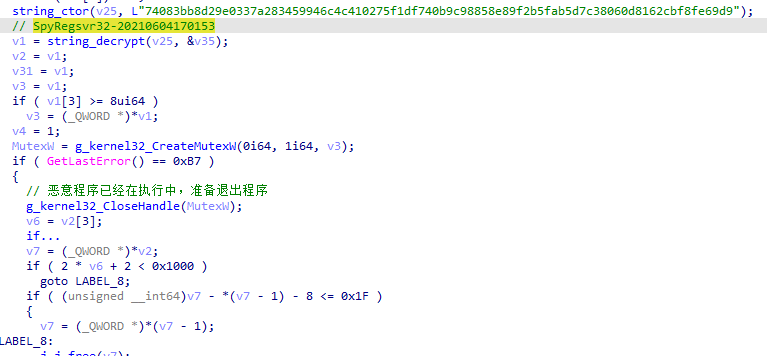 string_ctor(v25, L"74083bb8d29e0337a283459946c4c410275f1df740b9c98858e89f2b5fab5d7c38060d8162cbf8fe69d9");
// SpyRegsvr32-20210604170153
v1 = string_decrypt(v25, &v35);
v2 = v1;
v31 = v1;
v3 = v1;
if ( v1[3] >= 8ui64 )
v3 = (_QWORD *)*v1;
v4 = 1;
MutexW = g_kernel32_CreateMutexW(0i64, 1i64, v3);
if ( GetLastError() == 0xB7 )
{
// 恶意程序已经在执行中，准备退出程序
g_kernel32_CloseHandle(MutexW);
v6 = v2[3];
if...
v7 = (_QWORD *)*v2;
if ( 2 * v6 + 2 < 0x1000 )
goto LABEL_8;
if ( (unsigned __int64)v7 - *(v7 - 1) - 8 <= 0x1F )
{
v7 = (_QWORD *)*(v7 - 1);
LABEL_8:
j_j_free(v7);